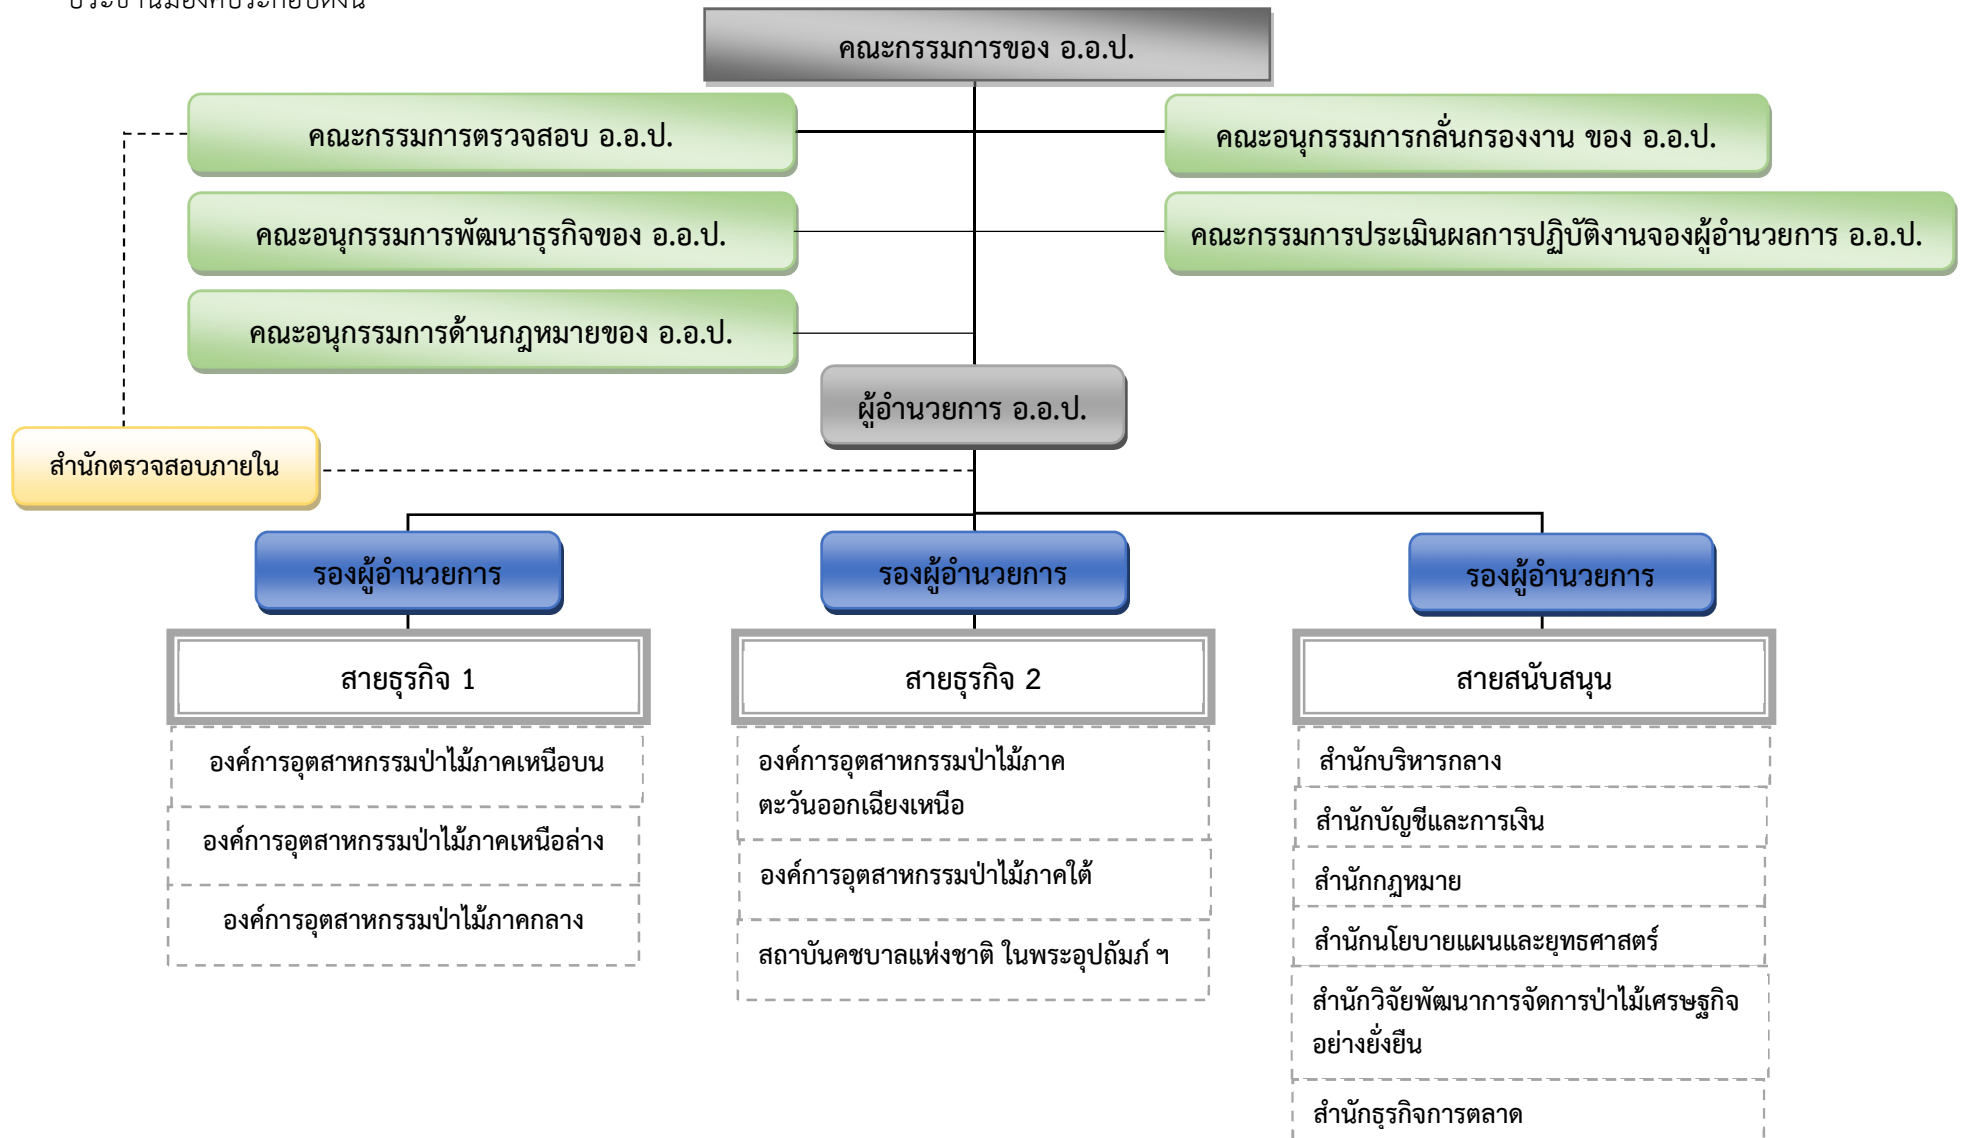 ประธานมีองค์ประกอบดังนี้
คณะกรรมการของ อ.อ.ป.
คณะกรรมการตรวจสอบ อ.อ.ป.
คณะอนุกรรมการกลั่นกรองงาน ของ อ.อ.ป.
คณะอนุกรรมการพัฒนาธุรกิจของ อ.อ.ป.
คณะกรรมการประเมินผลการปฏิบัติงานจองผู้อำนวยการ อ.อ.ป.
คณะอนุกรรมการด้านกฎหมายของ อ.อ.ป.
ผู้อำนวยการ อ.อ.ป.
สำนักตรวจสอบภายใน
รองผู้อำนวยการ
รองผู้อำนวยการ
รองผู้อำนวยการ
สายธุรกิจ 1
องค์การอุตสาหกรรมป่าไม้ภาคเหนือบน
องค์การอุตสาหกรรมป่าไม้ภาคเหนือล่าง
องค์การอุตสาหกรรมป่าไม้ภาคกลาง
สายธุรกิจ 2
องค์การอุตสาหกรรมป่าไม้ภาค
ตะวันออกเฉียงเหนือ
องค์การอุตสาหกรรมป่าไม้ภาคใต้
สถาบันคชบาลแห่งชาติ ในพระอุปถัมภ์ ฯ
สายสนับสนุน
สำนักบริหารกลาง
สำนักบัญชีและการเงิน
สำนักกฎหมาย
สำนักนโยบายแผนและยุทธศาสตร์
สำนักวิจัยพัฒนาการจัดการป่าไม้เศรษฐกิจ
อย่างยั่งยืน
สำนักธุรกิจการตลาด